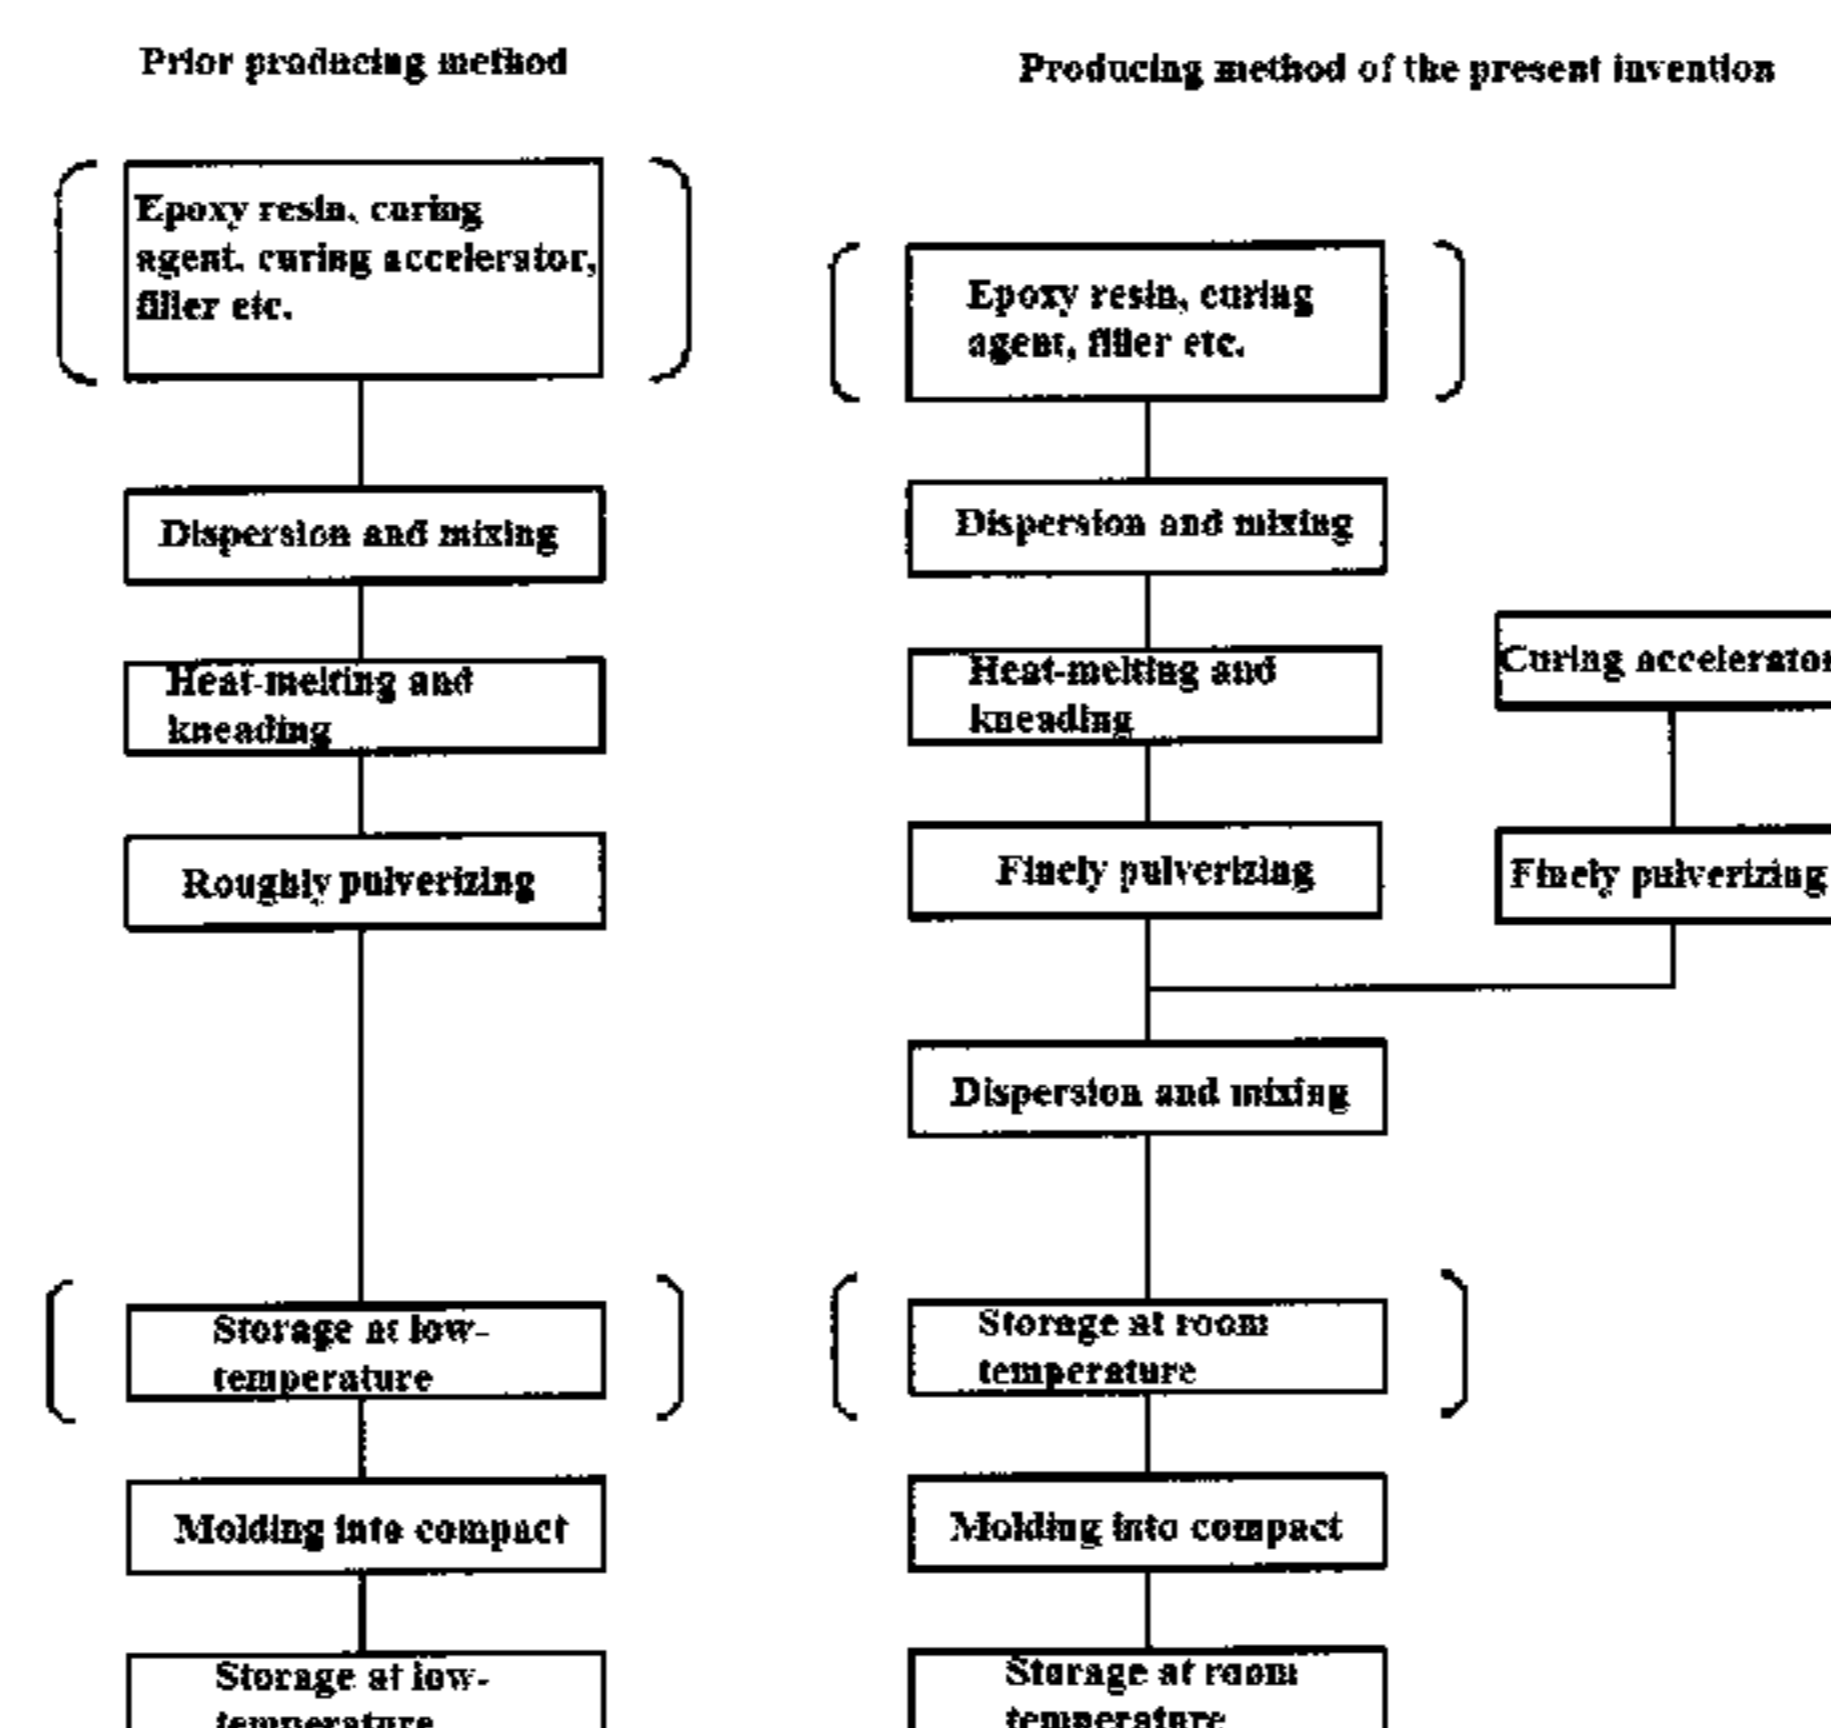 Prior producing method
Epoxy resin, curing
agent, curing accelerator,
filler etc.
Dispersion and mixing
Heat-melting and
kneading
Roughly pulverizing
Storage at low-
temperature
Molding into compact
Storage at low-
temperature
Producing method of the present invention
Epoxy resin, curing
agent, filler etc.
Dispersion and mixing
Heat-melting and
kneading
Finely pulverizing
Curing accelerator
Finely pulverizing
Dispersion and mixing
Storage at room
temperature
Molding into compact
Storage at room
temperature